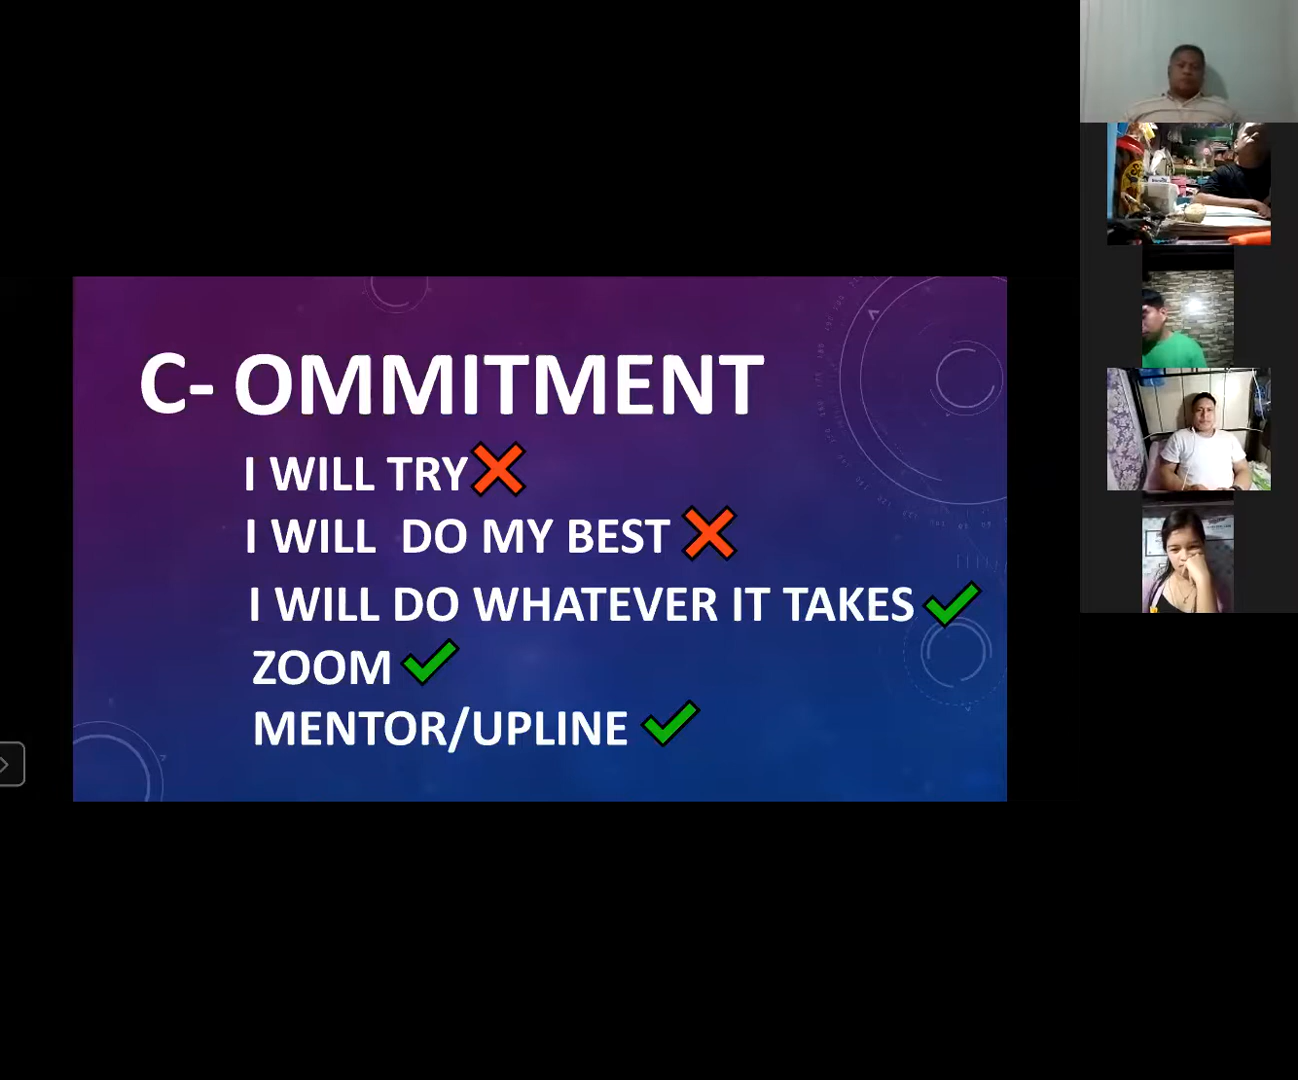 C- OMMITMENT
I WILL TRY
I WILL DO MY BEST
I WILL DO WHATEVER IT TAKES
ZOOM
MENTOR/UPLINE